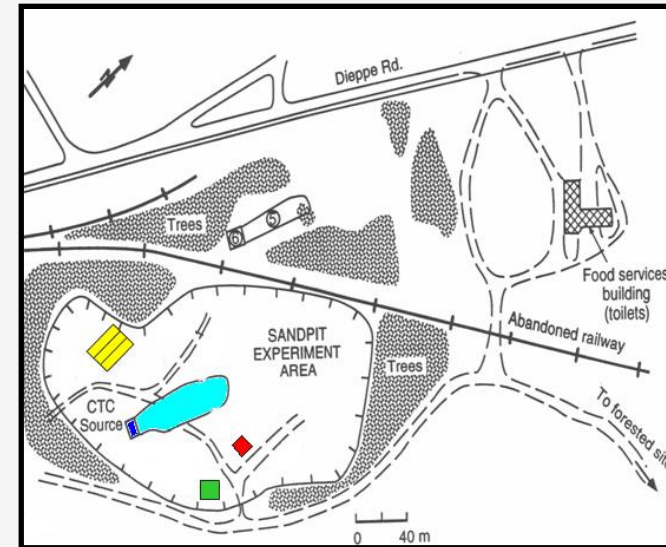 Dieppe Rd.
Trees
6
5
Food services
building
(toilets)
SANDPIT
EXPERIMENT
AREA
Abandoned railway
Trees
CTC
Source
To forested site
0 40 m